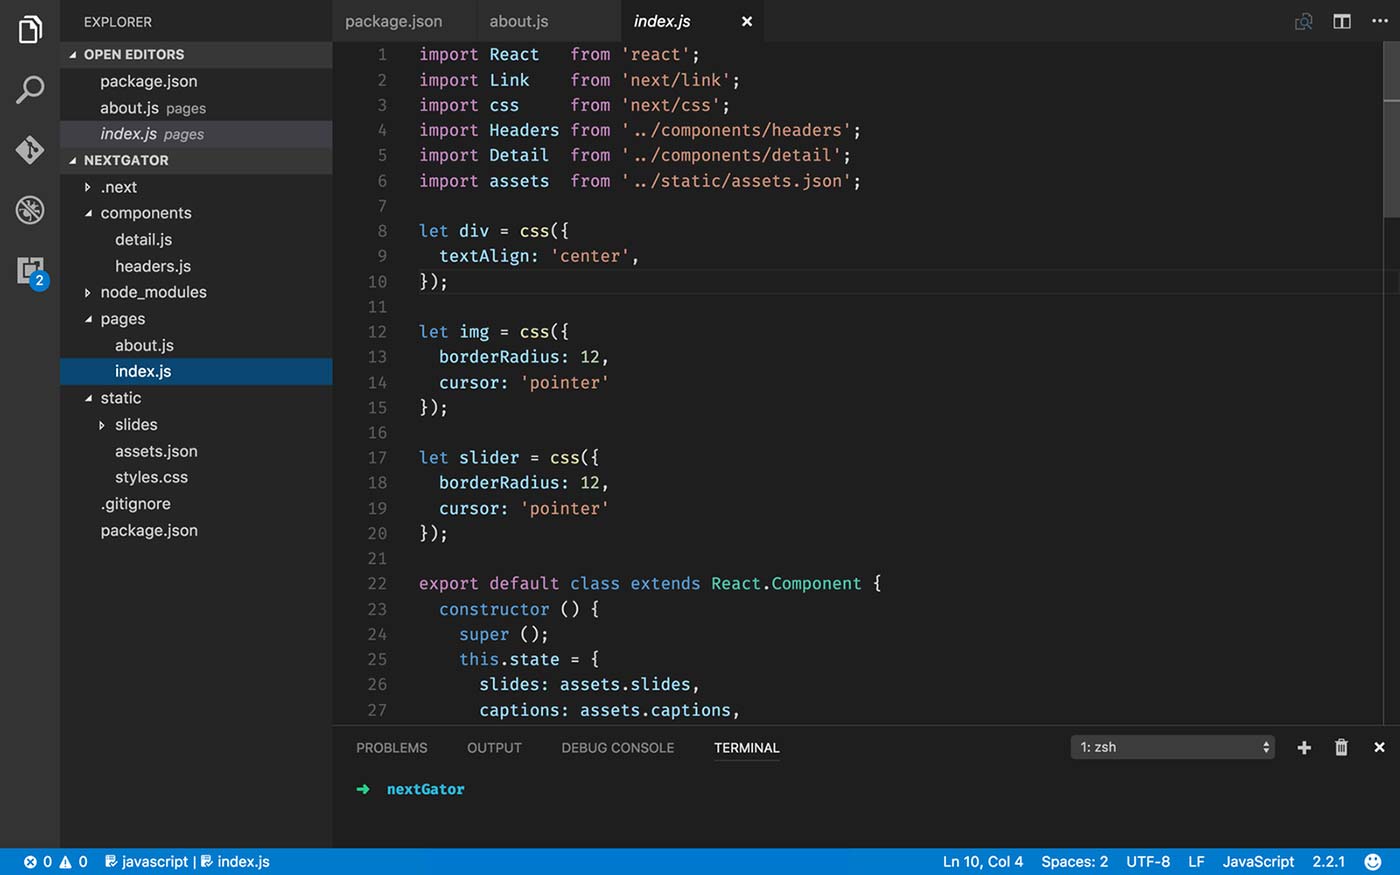 EXPLORER
OPEN EDITORS
package.json
about.js pages
index.js pages
NEXTGATOR
.next
components
detail.js
headers.js
node_modules
pages
about.js
index.js
static
slides
assets.json
styles.css
.gitignore
package.json
2
package.json about.js index.js
1 import React from 'react';
2 import Link from 'next/link';
3 import css from 'next/css';
4 import Headers from '../components/headers';
5 import Detail from '../components/detail';
6 import assets from '../static/assets.json';
7
8 let div = css({
9 textAlign: 'center',
10 });
11
12 let img = css({
13 borderRadius: 12,
14 cursor: 'pointer'
15 });
16
17 let slider = css({
18 borderRadius: 12,
19 cursor: 'pointer'
20 });
21
22 export default class extends React.Component {
23 constructor () {
24 super ();
25 this.state = {
26 slides: assets.slides,
27 captions: assets.captions,
PROBLEMS OUTPUT DEBUG CONSOLE TERMINAL 1: zsh
➜ nextGator
0 0 javascript | index.js Ln 10, Col 4 Spaces: 2 UTF-8 LF JavaScript 2.2.1